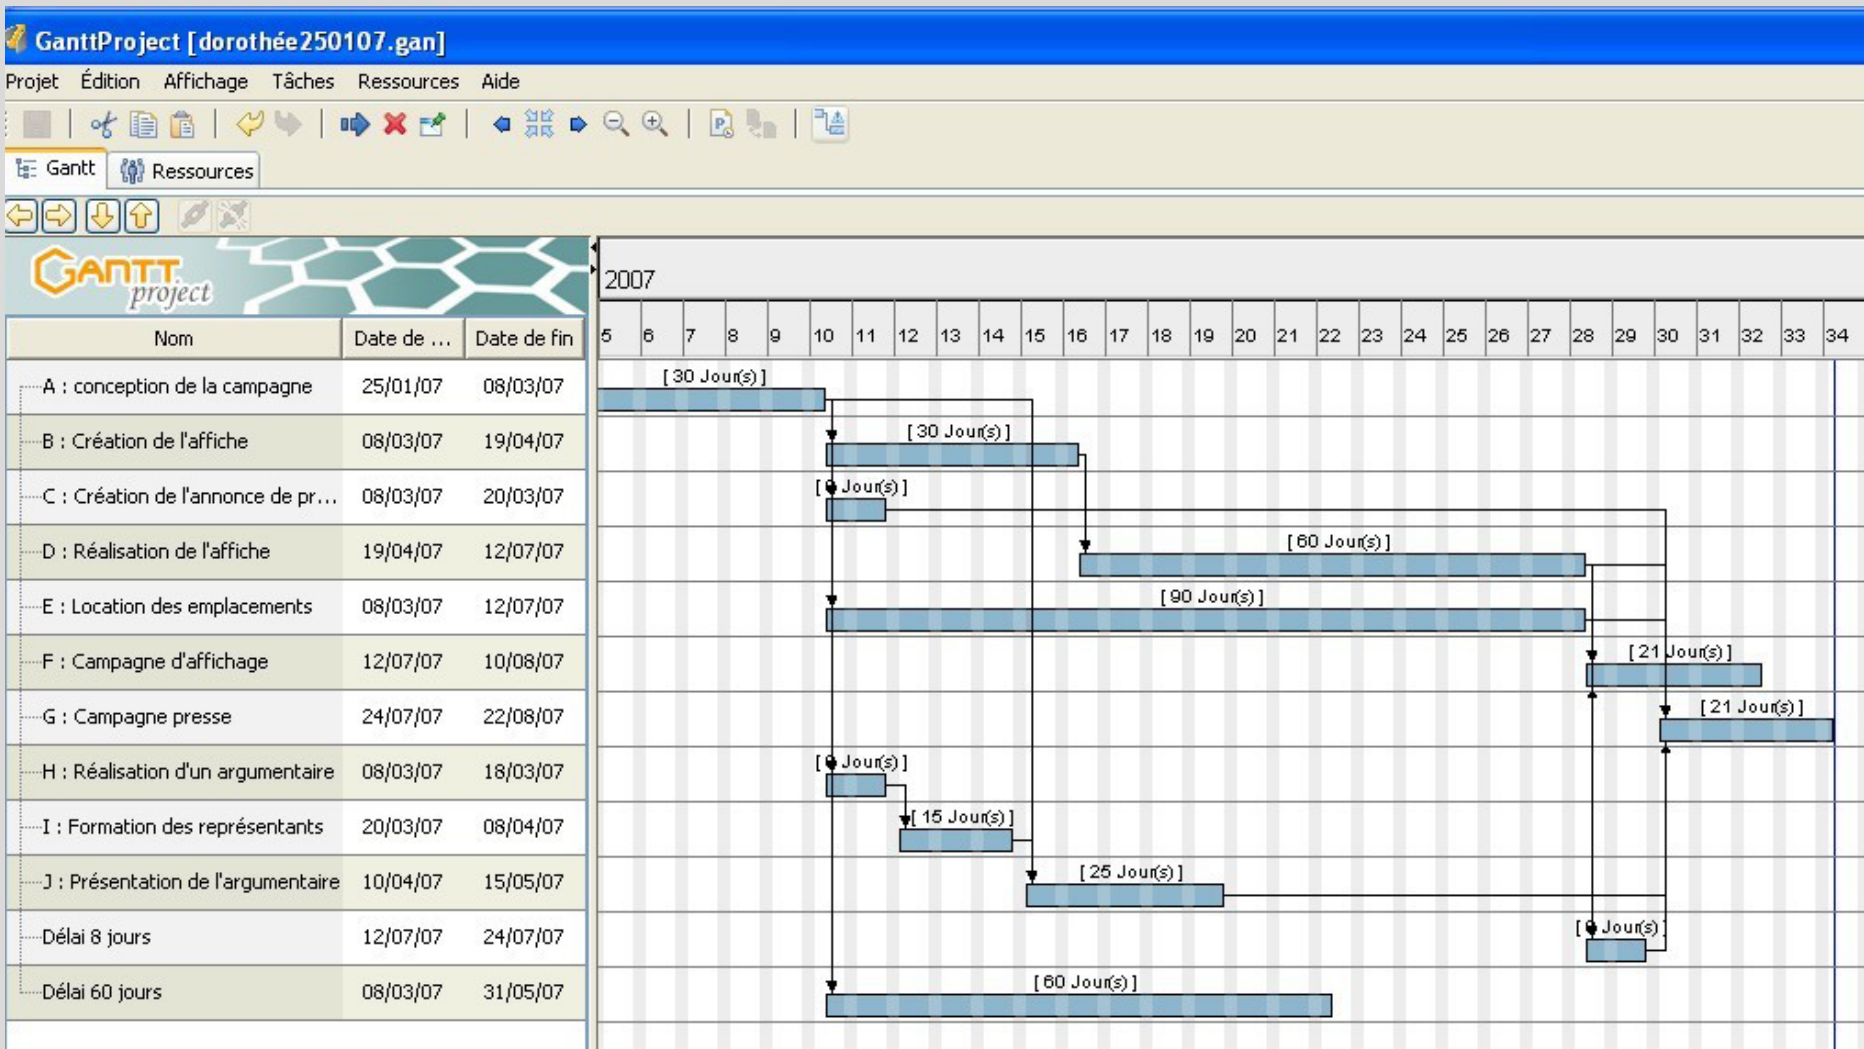 GanttProject [dorothée250107.gan]
Projet Édition Affichage Tâches Ressources Aide
Gantt Ressources
GANTT project
2007
Nom Date de ... Date de fin 5 6 7 8 9 10 11 12 13 14 15 16 17 18 19 20 21 22 23 24 25 26 27 28 29 30 31 32 33 34
A : conception de la campagne 25/01/07 08/03/07 [ 30 Jour(s) ]
B : Création de l'affiche 08/03/07 19/04/07 [ 30 Jour(s) ]
C : Création de l'annonce de pr... 08/03/07 20/03/07 Jour(s) ]
D : Réalisation de l'affiche 19/04/07 12/07/07 [ 60 Jour(s) ]
E : Location des emplacements 08/03/07 12/07/07 [ 90 Jour(s) ]
F : Campagne d'affichage 12/07/07 10/08/07 [ 21 Jour(s) ]
G : Campagne presse 24/07/07 22/08/07 [ 21 Jour(s) ]
H : Réalisation d'un argumentaire 08/03/07 18/03/07 Jour(s) ]
I : Formation des représentants 20/03/07 08/04/07 [ 15 Jour(s) ]
J : Présentation de l'argumentaire 10/04/07 15/05/07 [ 25 Jour(s) ]
Délai 8 jours 12/07/07 24/07/07 Jour(s) ]
Délai 60 jours 08/03/07 31/05/07 [ 60 Jour(s) ]